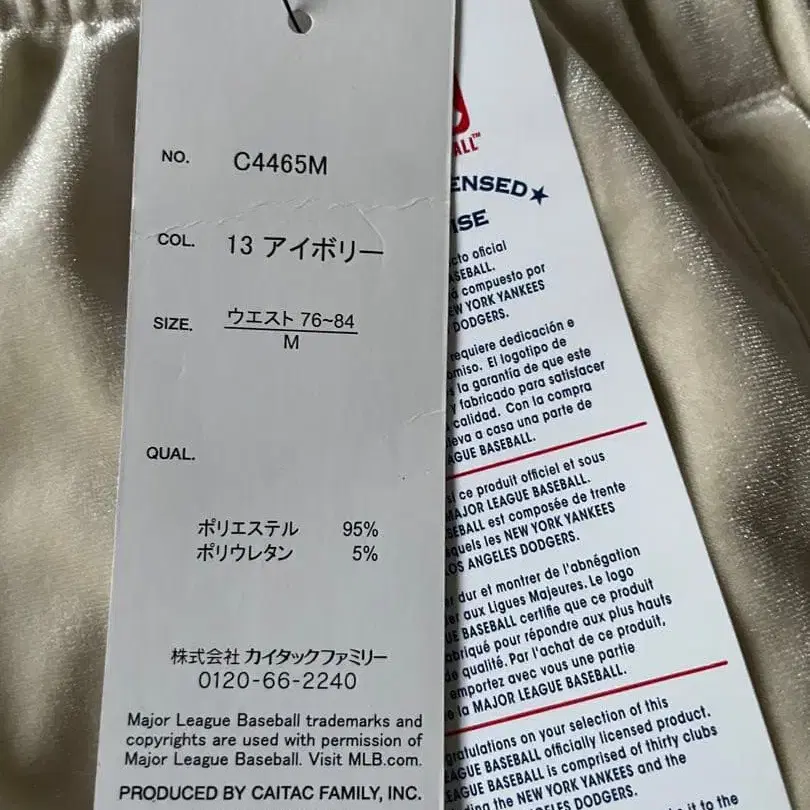 NO. C4465M
COL. 13 アイボリー
SIZE. ウエスト 76~84
M
QUAL.
ポリエステル 95%
ポリウレタン 5%
株式会社 カイタックファミリー
0120-66-2240
Major League Baseball trademarks and
copyrights are used with permission of
Major League Baseball. Visit MLB.com.
PRODUCED BY CAITAC FAMILY, INC.
oficial
compuesto por
NEW YORK YANKEES
DODGERS.
requiere dedicación e
El logotipo de
la garantía de que este
y fabricado para satisfacer
calidad. Con la compra
lleva a casa una parte de
LEAGUE BASEBALL.
ce produit officiel et sous
MAJOR LEAGUE BASEBALL.
BASEBALL est composée de trente
les NEW YORK YANKEES
LOS ANGELES DODGERS.
dur et montrer de l'abnégation
aux Ligues Majeures. Le logo
BASEBALL certifie que ce produit
pour répondre aux plus hauts
de qualité. Par l'achat de ce produit,
emportez avec vous une partie
la MAJOR LEAGUE BASEBALL.
on your selection of this
LEAGUE BASEBALL officially licensed product.
LEAGUE BASEBALL is comprised of thirty clubs
the NEW YORK YANKEES and the
DODGERS.
it to the